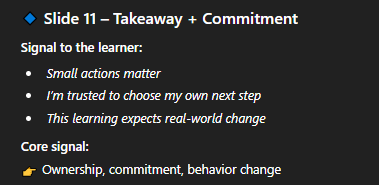 🔷 Slide 11 – Takeaway + Commitment
Signal to the learner:
• Small actions matter
• I'm trusted to choose my own next step
• This learning expects real-world change
Core signal:
👉 Ownership, commitment, behavior change